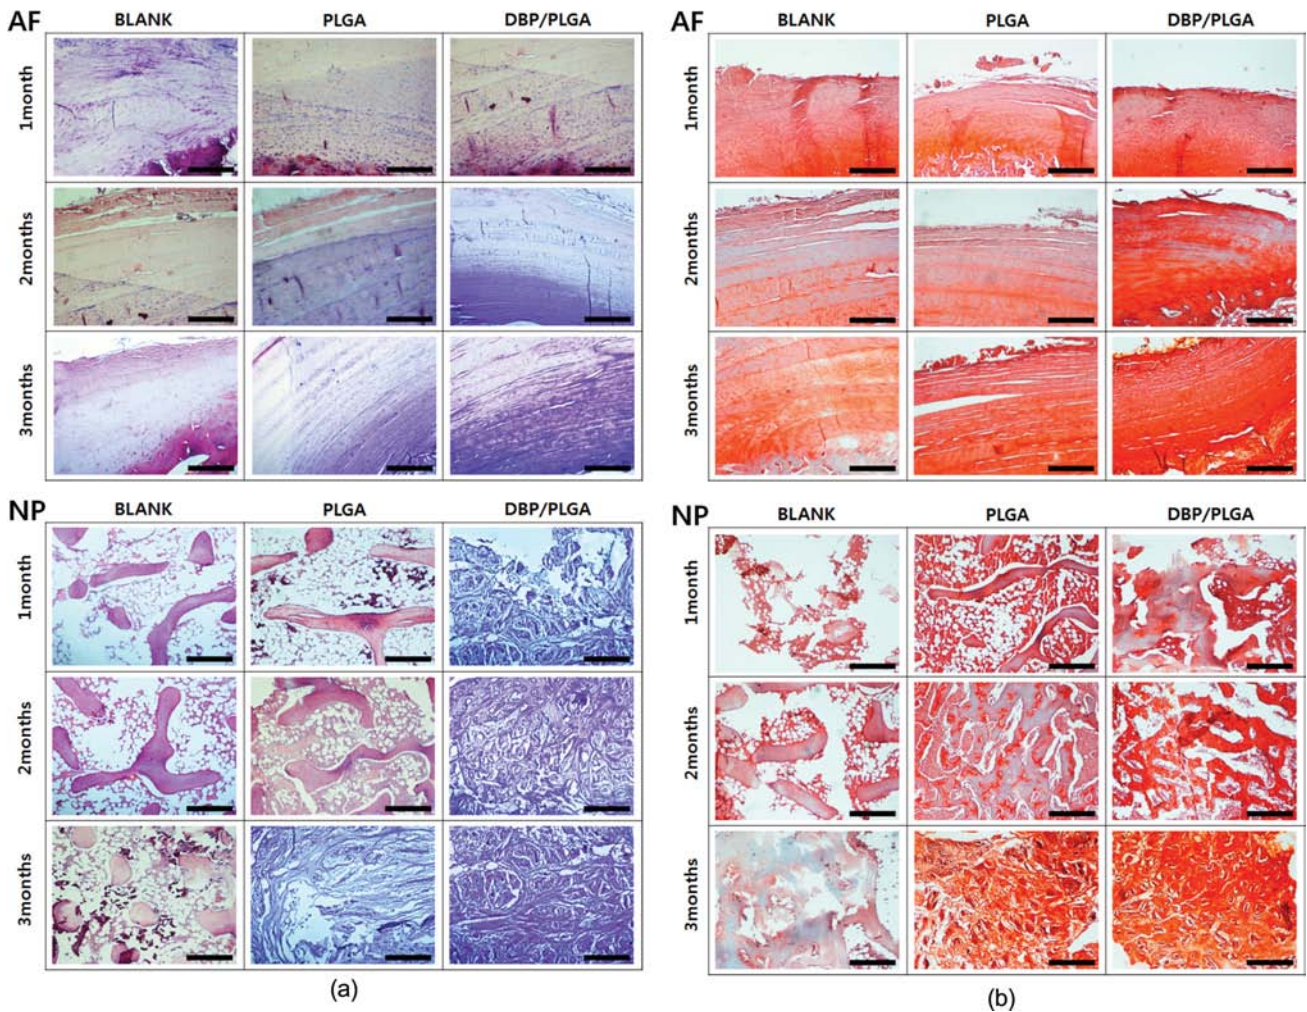 AF BLANK PLGA DBP/PLGA
1month
2months
3months
NP BLANK PLGA DBP/PLGA
1month
2months
3months
(a)
AF BLANK PLGA DBP/PLGA
1month
2months
3months
NP BLANK PLGA DBP/PLGA
1month
2months
3months
(b)